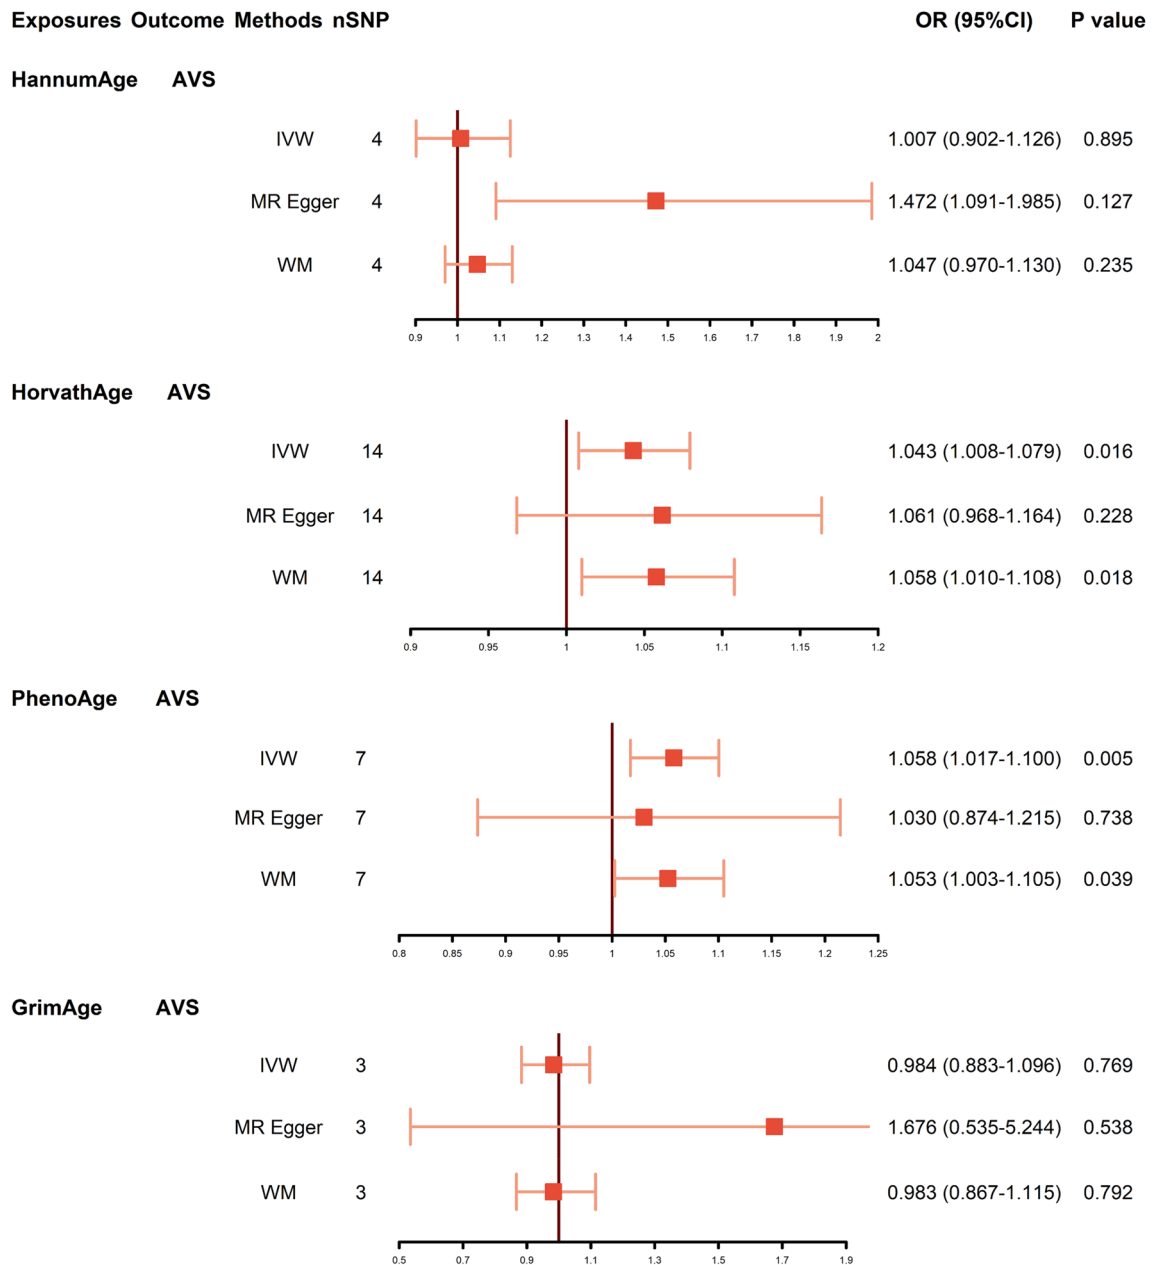 Exposures Outcome Methods nSNP OR (95%CI) P value
HannumAge AVS
IVW 4 1.007 (0.902-1.126) 0.895
MR Egger 4 1.472 (1.091-1.985) 0.127
WM 4 1.047 (0.970-1.130) 0.235
0.9 1 1.1 1.2 1.3 1.4 1.5 1.6 1.7 1.8 1.9 2
HorvathAge AVS
IVW 14 1.043 (1.008-1.079) 0.016
MR Egger 14 1.061 (0.968-1.164) 0.228
WM 14 1.058 (1.010-1.108) 0.018
0.9 0.95 1 1.05 1.1 1.15 1.2
PhenoAge AVS
IVW 7 1.058 (1.017-1.100) 0.005
MR Egger 7 1.030 (0.874-1.215) 0.738
WM 7 1.053 (1.003-1.105) 0.039
0.8 0.85 0.9 0.95 1 1.05 1.1 1.15 1.2 1.25
GrimAge AVS
IVW 3 0.984 (0.883-1.096) 0.769
MR Egger 3 1.676 (0.535-5.244) 0.538
WM 3 0.983 (0.867-1.115) 0.792
0.5 0.7 0.9 1.1 1.3 1.5 1.7 1.9